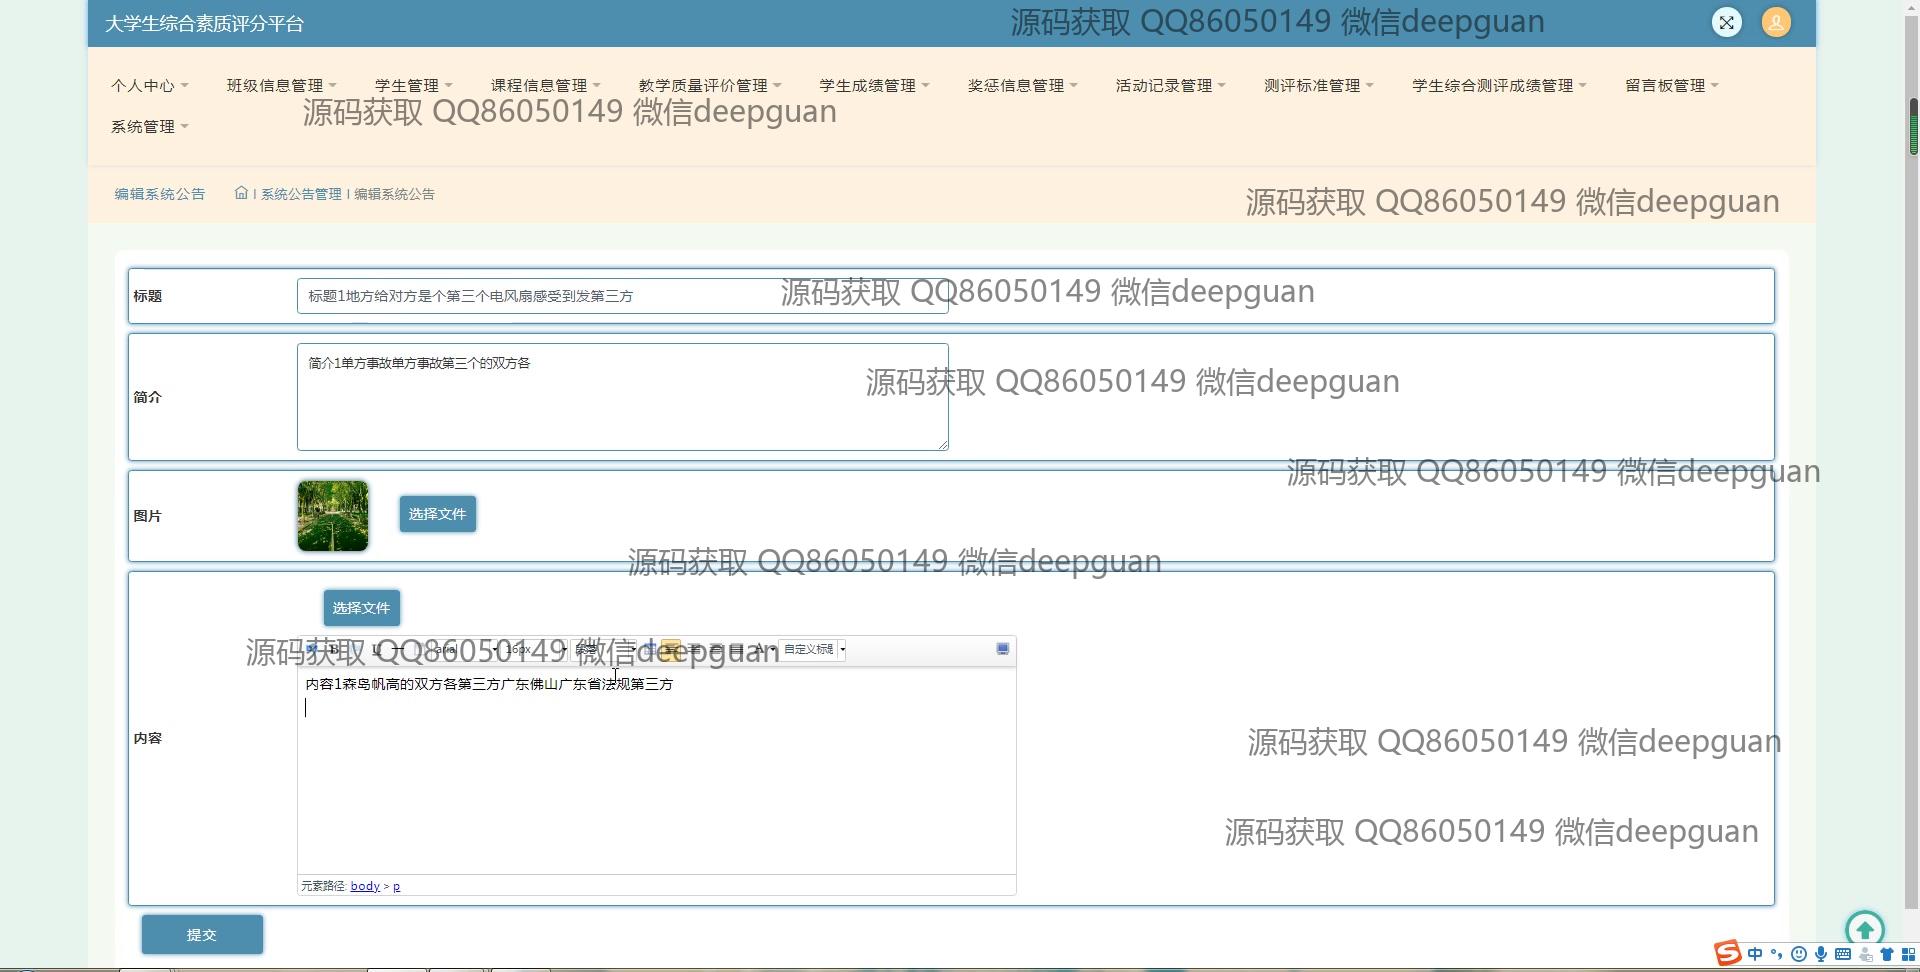 大学生综合素质评分平台
源码获取 QQ86050149 微信deepguan
个人中心 班级信息管理 学生管理 课程信息管理 教学质量评价管理 学生成绩管理 奖惩信息管理 活动记录管理 测评标准管理 学生综合测评成绩管理 留言板管理
源码获取 QQ86050149 微信deepguan
系统管理
编辑系统公告 | 系统公告管理 | 编辑系统公告
源码获取 QQ86050149 微信deepguan
标题 标题1地方给对方是个第三个电风扇感受到发第三方
源码获取 QQ86050149 微信deepguan
简介1单方事故单方事故第三个的双方各
源码获取 QQ86050149 微信deepguan
简介
源码获取 QQ86050149 微信deepguan
图片 选择文件
源码获取 QQ86050149 微信deepguan
选择文件
源码获取 QQ86050149 微信deepguan
B U arial 16px 段落 A 自定义标题
内容1森岛帆高的双方各第三方广东佛山广东省法规第三方
内容
源码获取 QQ86050149 微信deepguan
源码获取 QQ86050149 微信deepguan
元素路径: body > p
提交
中